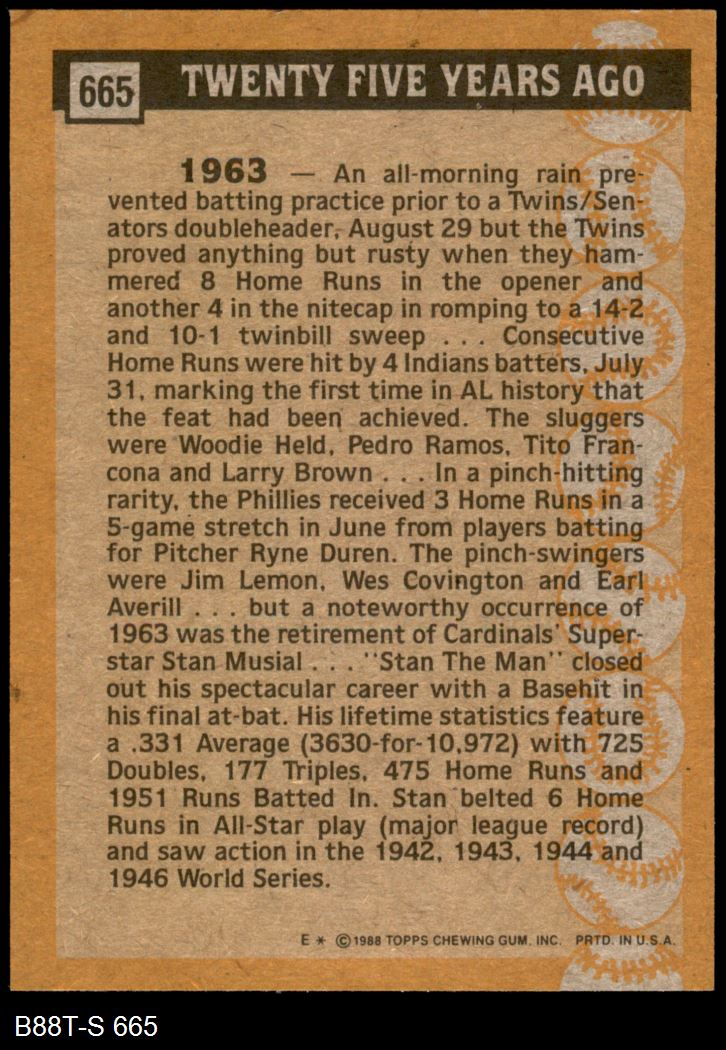 665 TWENTY FIVE YEARS AGO
1963 — An all-morning rain pre-
vented batting practice prior to a Twins/Sen-
ators doubleheader, August 29 but the Twins
proved anything but rusty when they ham-
mered 8 Home Runs in the opener and
another 4 in the nitecap in romping to a 14-2
and 10-1 twinbill sweep . . . Consecutive
Home Runs were hit by 4 Indians batters, July
31, marking the first time in AL history that
the feat had been achieved. The sluggers
were Woodie Held, Pedro Ramos, Tito Fran-
cona and Larry Brown . . . In a pinch-hitting
rarity, the Phillies received 3 Home Runs in a
5-game stretch in June from players batting
for Pitcher Ryne Duren. The pinch-swingers
were Jim Lemon, Wes Covington and Earl
Averill . . . but a noteworthy occurrence of
1963 was the retirement of Cardinals' Super-
star Stan Musial . . . "Stan The Man" closed
out his spectacular career with a Basehit in
his final at-bat. His lifetime statistics feature
a .331 Average (3630-for-10,972) with 725
Doubles, 177 Triples, 475 Home Runs and
1951 Runs Batted In. Stan belted 6 Home
Runs in All-Star play (major league record)
and saw action in the 1942, 1943, 1944 and
1946 World Series.
E * © 1988 TOPPS CHEWING GUM, INC. PRTD. IN U.S.A.
B88T-S 665